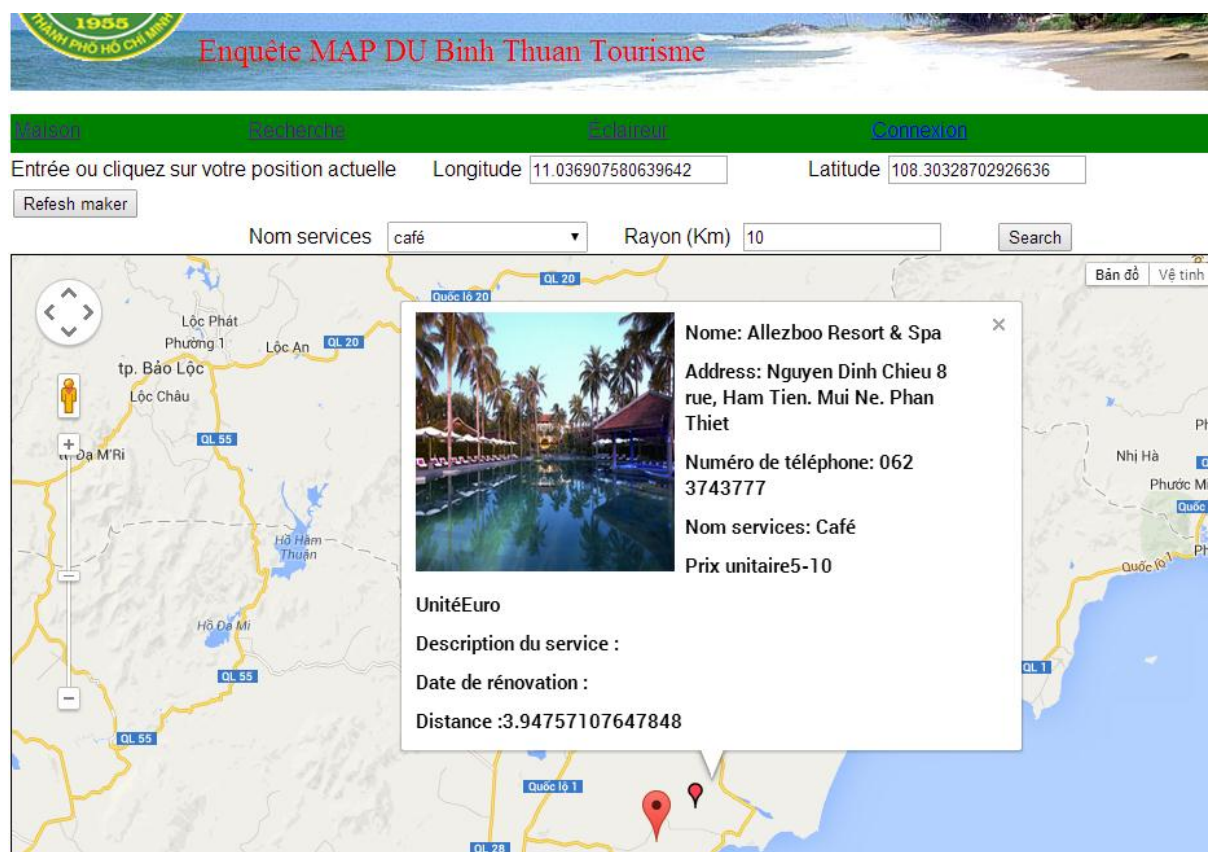 1955
THÀNH PHỐ HỒ CHÍ MINH
Enquête MAP DU Binh Thuan Tourisme
Maison Recherche Éclaireur Connexion
Entrée ou cliquez sur votre position actuelle Longitude 11.036907580639642 Latitude 108.30328702926636
Refesh maker
Nom services café Rayon (Km) 10 Search
Bản đồ Vệ tinh
QL 20
Quốc lộ 20
Lộc Phát
Phường 1
Lộc An QL 20
tp. Bảo Lộc
Lộc Châu
QL 55
Đạ M'Ri
Hồ Hàm
Thuận
Hồ Đa Mi
QL 55
QL 55
Nome: Allezboo Resort & Spa
Address: Nguyen Dinh Chieu 8
rue, Ham Tien. Mui Ne. Phan
Thiet
Numéro de téléphone: 062
3743777
Nom services: Café
Prix unitaire5-10
UnitéEuro
Description du service :
Date de rénovation :
Distance :3.94757107647848
Nhị Hà
Phước Mi
Quốc
Quốc lộ 1
QL 1
Quốc lộ 1
QL 28